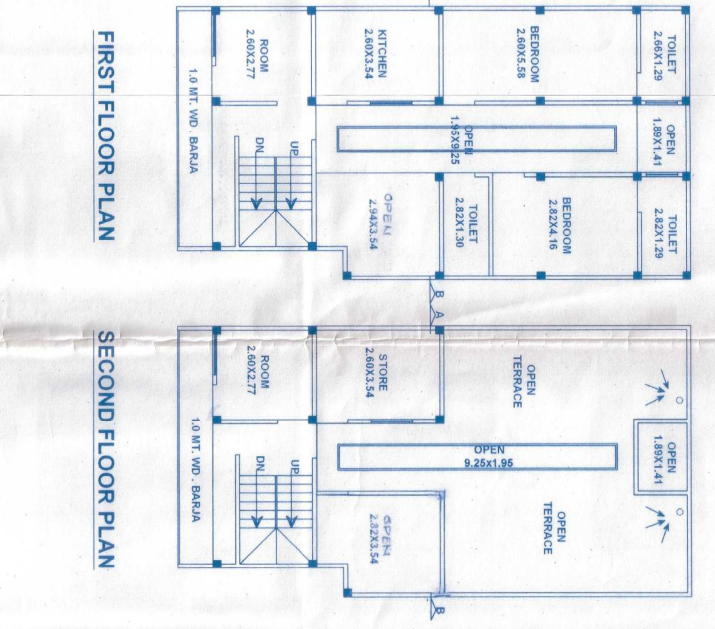 TOILET
2.66X1.29
OPEN
1.89X1.41
TOILET
2.82X1.29
BEDROOM
2.60X5.58
OPEN
1.95X9.25
BEDROOM
2.82X4.16
TOILET
2.82X1.30
KITCHEN
2.60X3.54
OPEN
2.94X3.54
ROOM
2.60X2.77
UP
DN
1.0 MT. WD. BARJA
FIRST FLOOR PLAN
B
A
OPEN
1.89X1.41
OPEN
TERRACE
OPEN
9.25x1.95
OPEN
TERRACE
STORE
2.60X3.54
OPEN
2.82X3.54
B
ROOM
2.60X2.77
UP
DN
1.0 MT. WD. BARJA
SECOND FLOOR PLAN